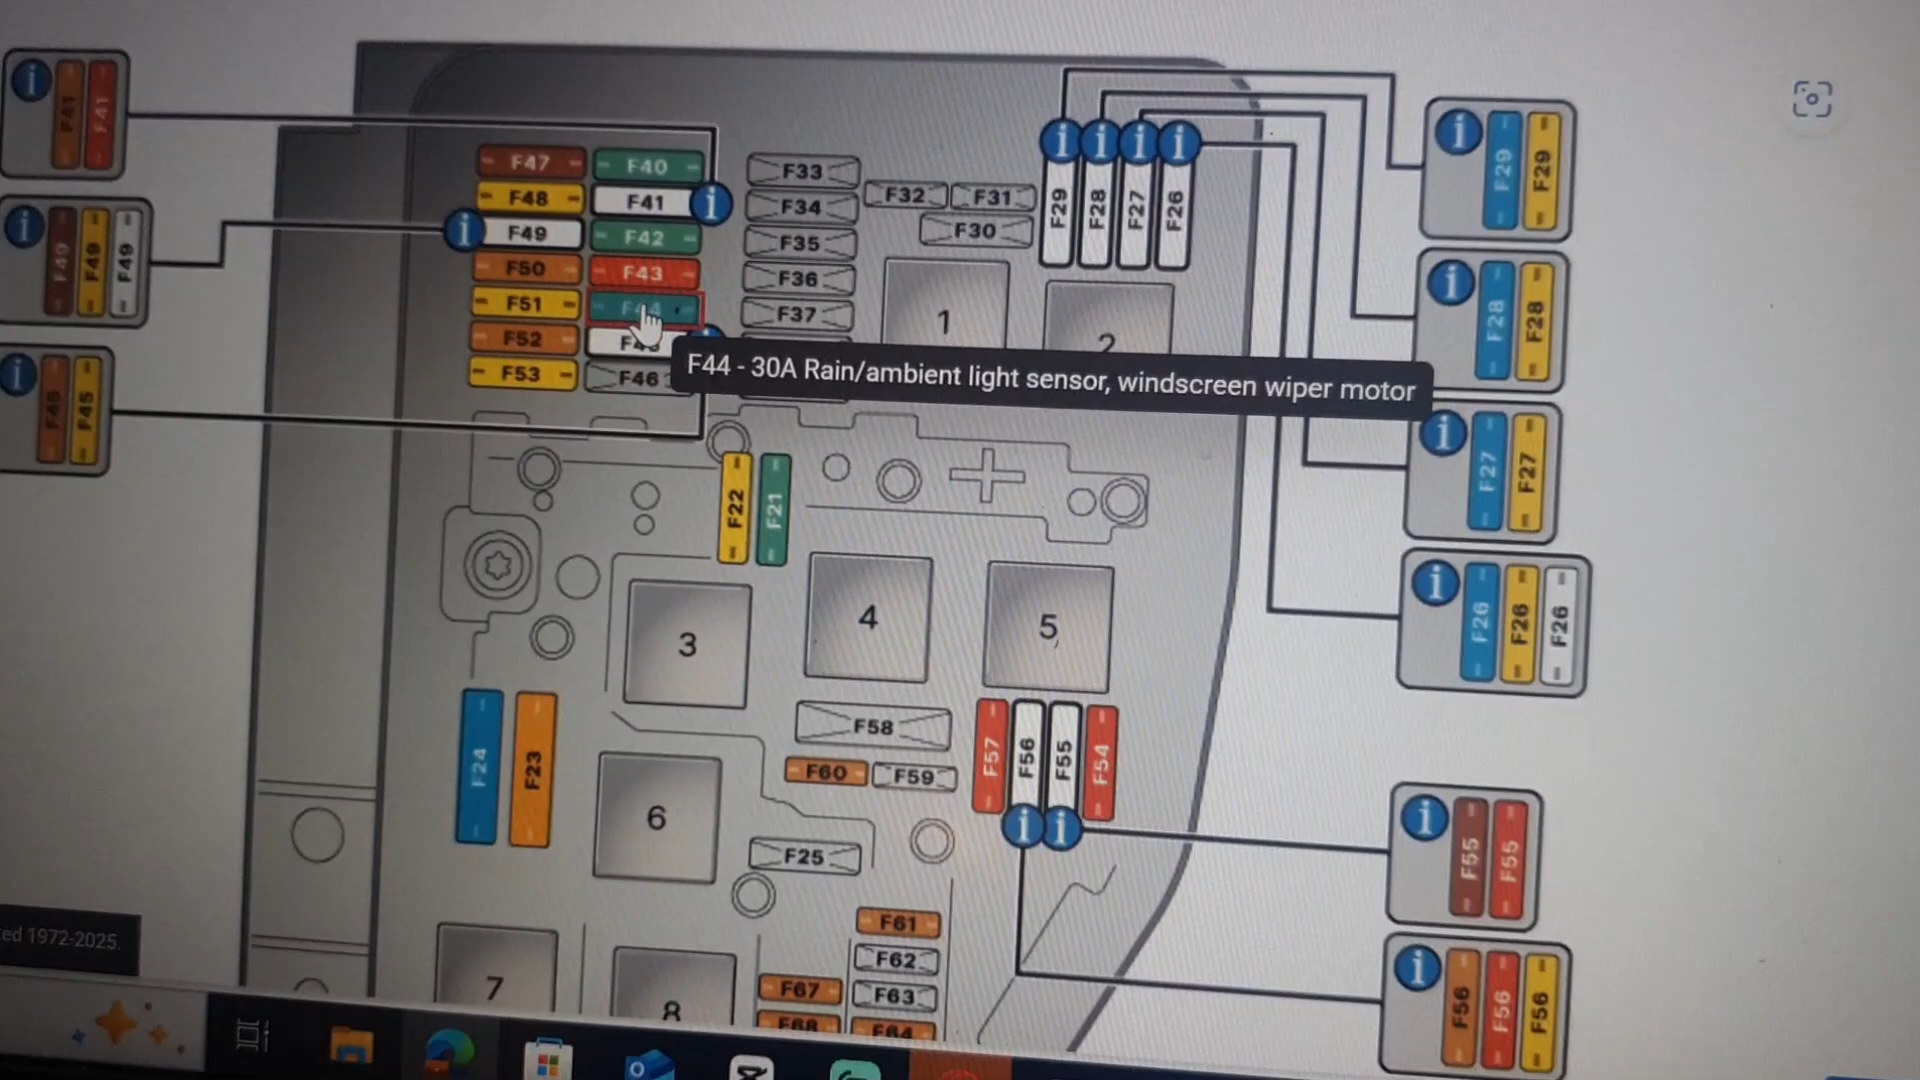 F41 F41
F49 F49 F49
F45 F45
F47 F40
F48 F41
F49 F42
F50 F43
F51
F52
F53 F46
F33
F34
F35
F36
F37
F32 F31
F30
F29 F28 F27 F26
1
2
F44 - 30A Rain/ambient light sensor, windscreen wiper motor
F29 F29
F28 F28
F27 F27
F26 F26 F26
F22 F21
3
4
5
F24 F23
6
F58
F60 F59
F57 F56 F55 F54
F25
F55 F55
F56 F56 F56
F61
F62
F67 F63
F68 F64
7
8
ed 1972-2025.